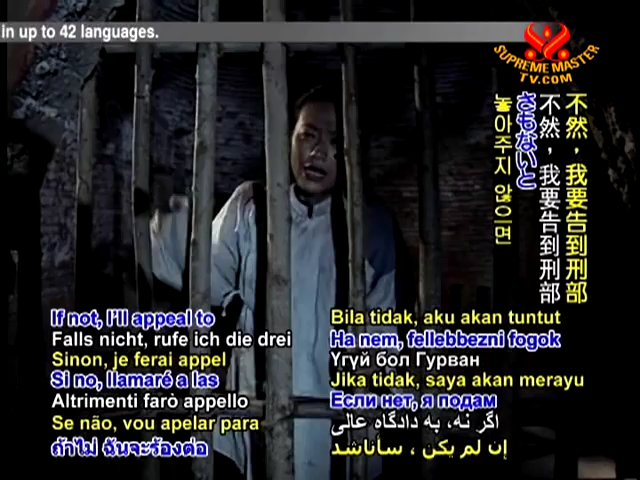 in up to 42 languages.
SUPREME MASTER
TV.COM
不然，我要告到刑部
不然，我要告到刑部
さもないと
놓아주지 않으면
If not, I'll appeal to
Falls nicht, rufe ich die drei
Sinon, je ferai appel
Si no, llamaré a las
Altrimenti farò appello
Se não, vou apelar para
ถ้าไม่ ฉันจะร้องต่อ
Bila tidak, aku akan tuntut
Ha nem, fellebbezni fogok
Үгүй бол Гурван
Jika tidak, saya akan merayu
Если нет, я подам
اگر نه، به دادگاه عالی
إن لم يكن ، سأناشد